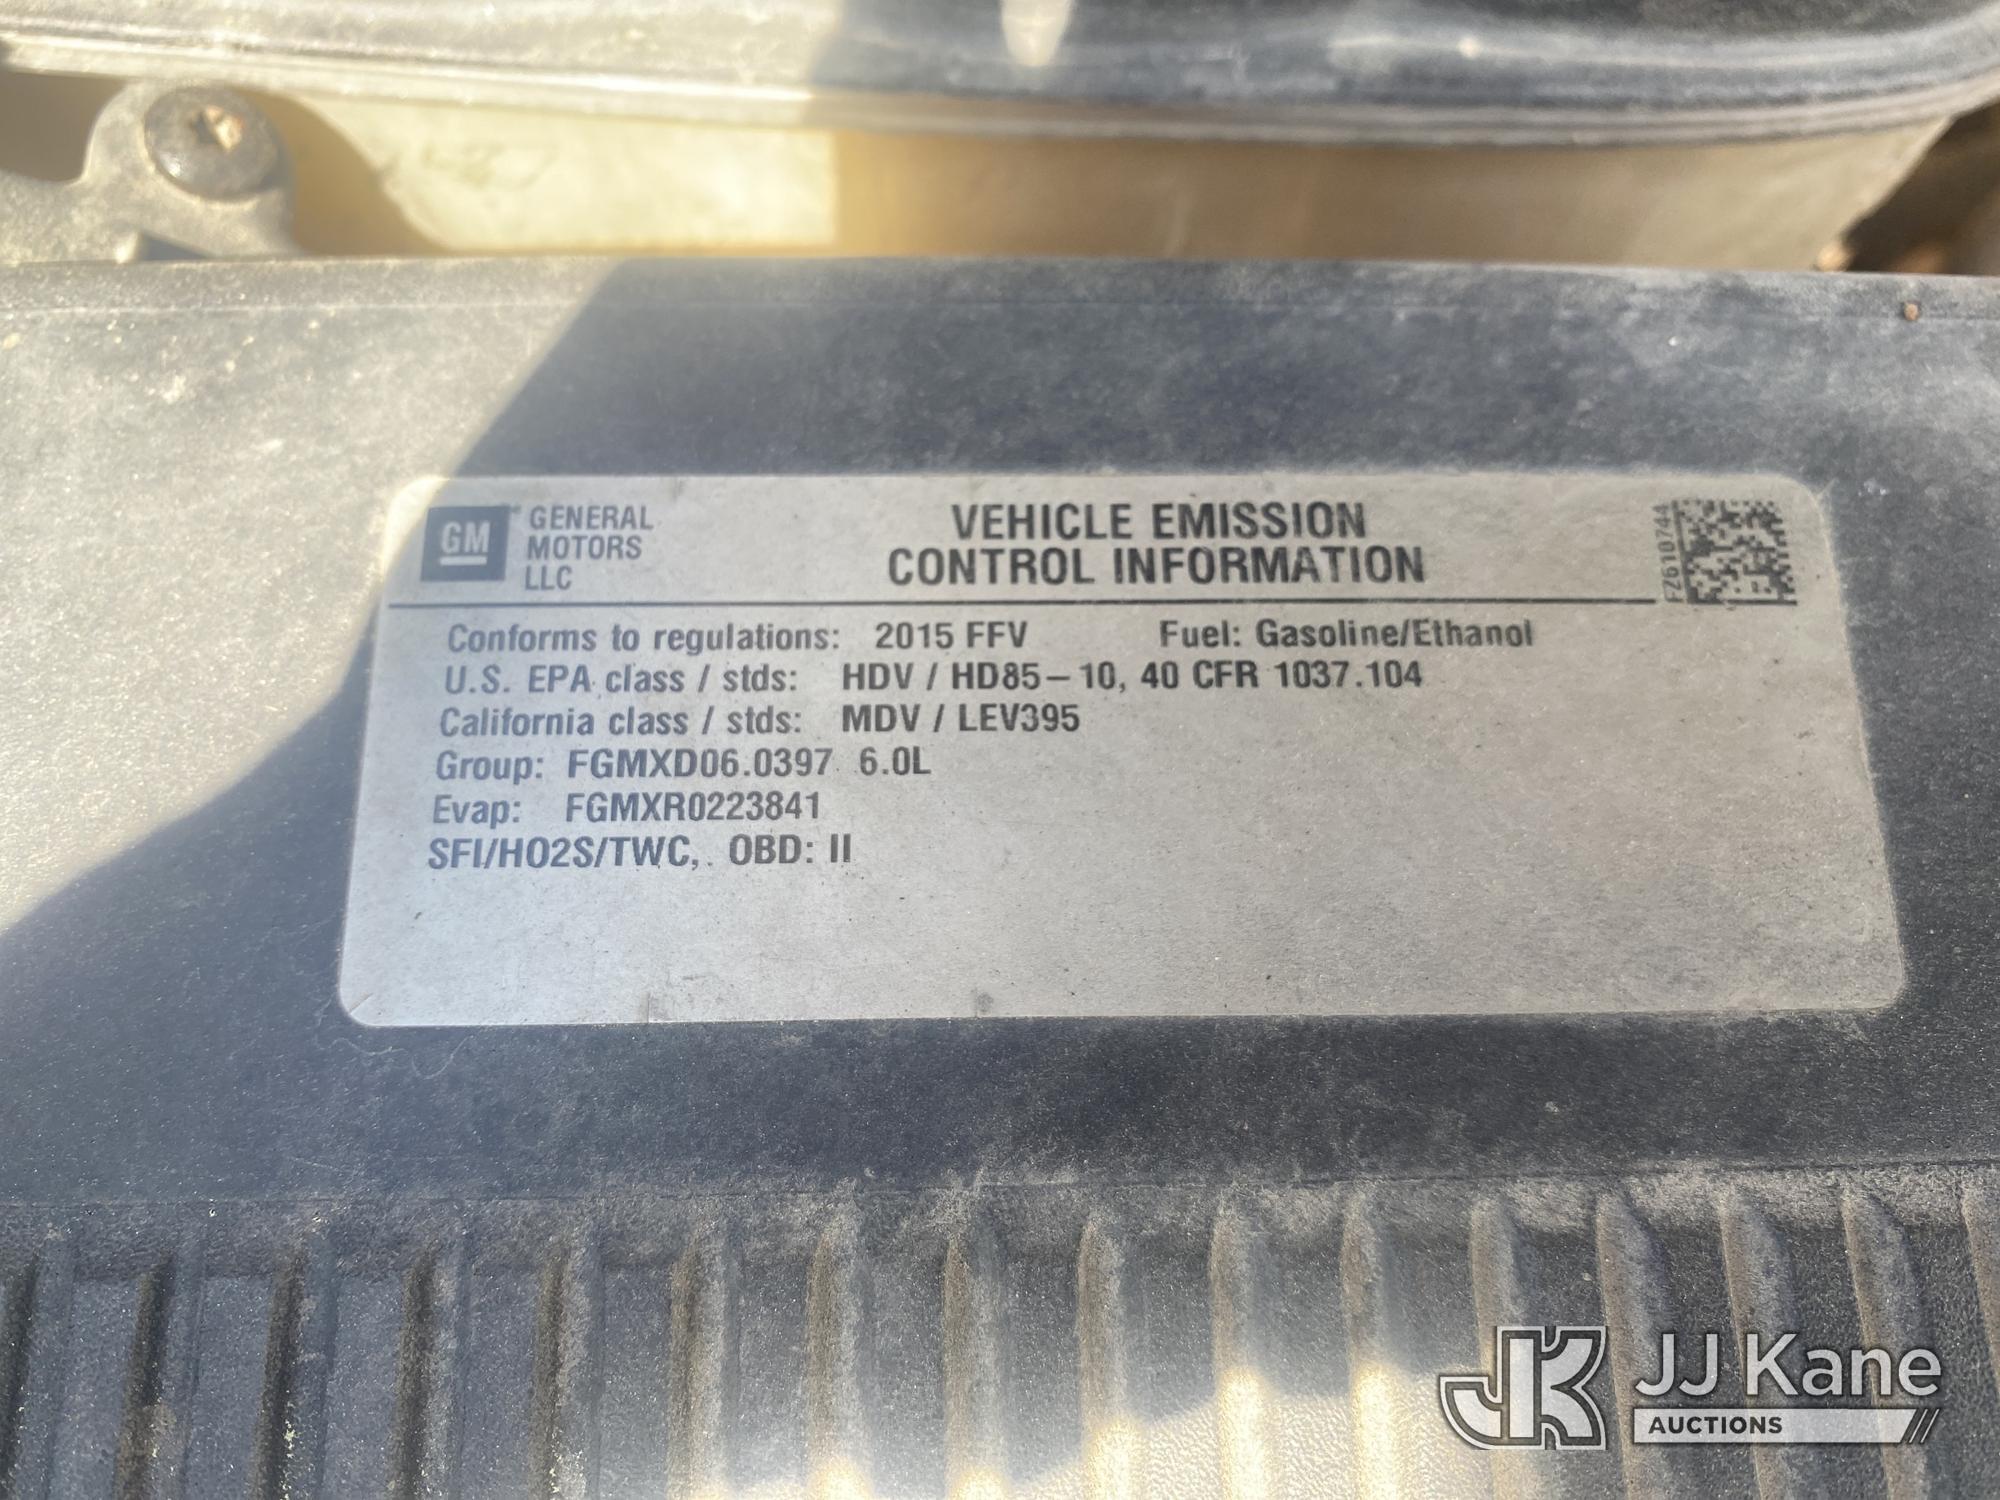 GM
GENERAL
MOTORS
LLC
VEHICLE EMISSION
CONTROL INFORMATION
FZ610744
Conforms to regulations: 2015 FFV Fuel: Gasoline/Ethanol
U.S. EPA class / stds: HDV / HD85–10, 40 CFR 1037.104
California class / stds: MDV / LEV395
Group: FGMXD06.0397 6.0L
Evap: FGMXR0223841
SFI/HO2S/TWC, OBD: II
JK JJ Kane
AUCTIONS